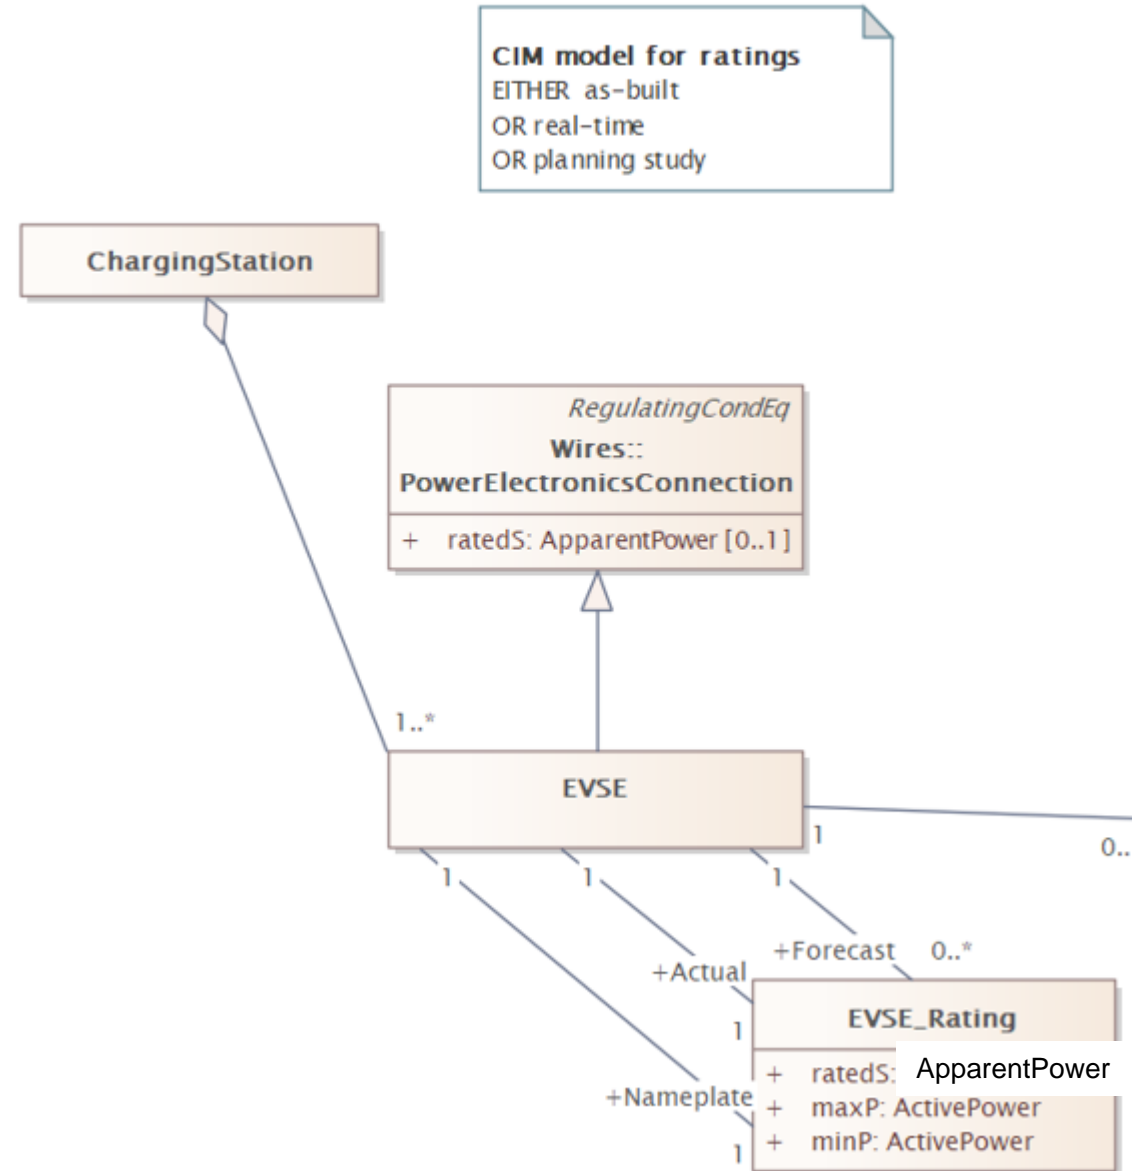 CIM model for ratings
EITHER as-built
OR real-time
OR planning study
ChargingStation
RegulatingCondEq
Wires::
PowerElectronicsConnection
+ ratedS: ApparentPower [0..1]
1..*
EVSE
1
0..
1
1
1
+Forecast 0..*
+Actual
1
EVSE_Rating
+ ratedS: ApparentPower
+Nameplate
+ maxP: ActivePower
+ minP: ActivePower
1